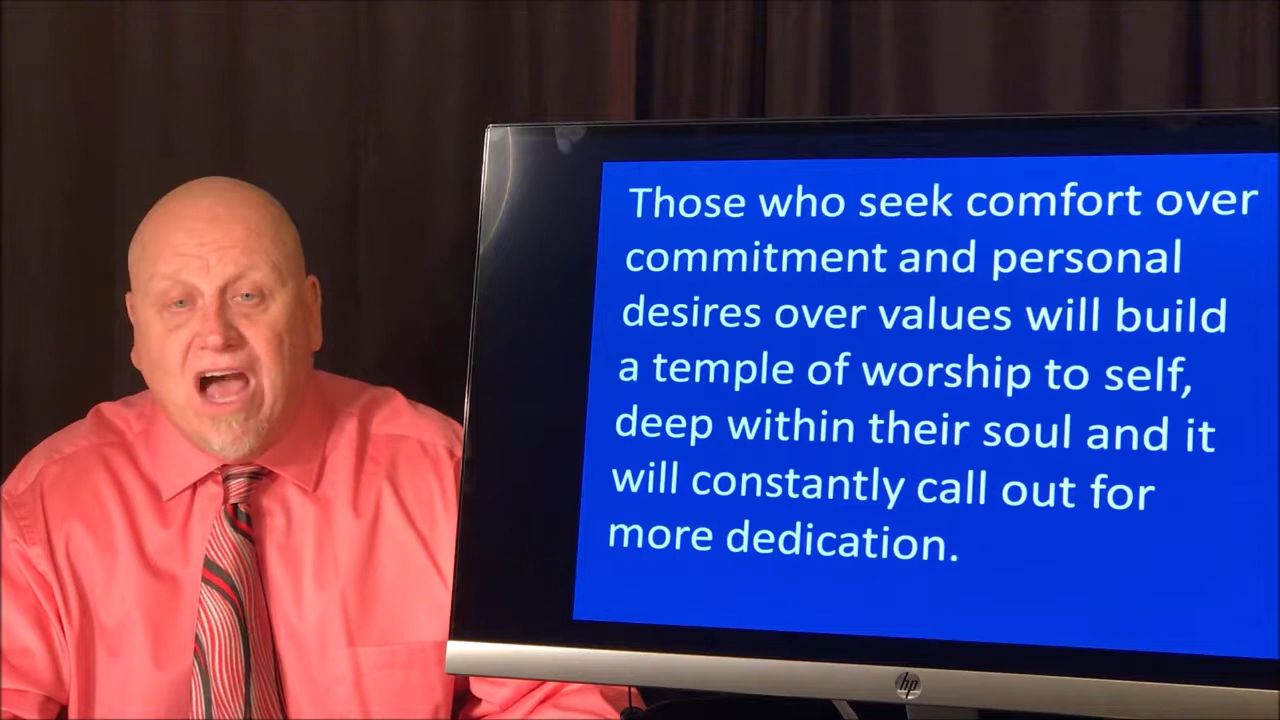 Those who seek comfort over
commitment and personal
desires over values will build
a temple of worship to self,
deep within their soul and it
will constantly call out for
more dedication.
hp